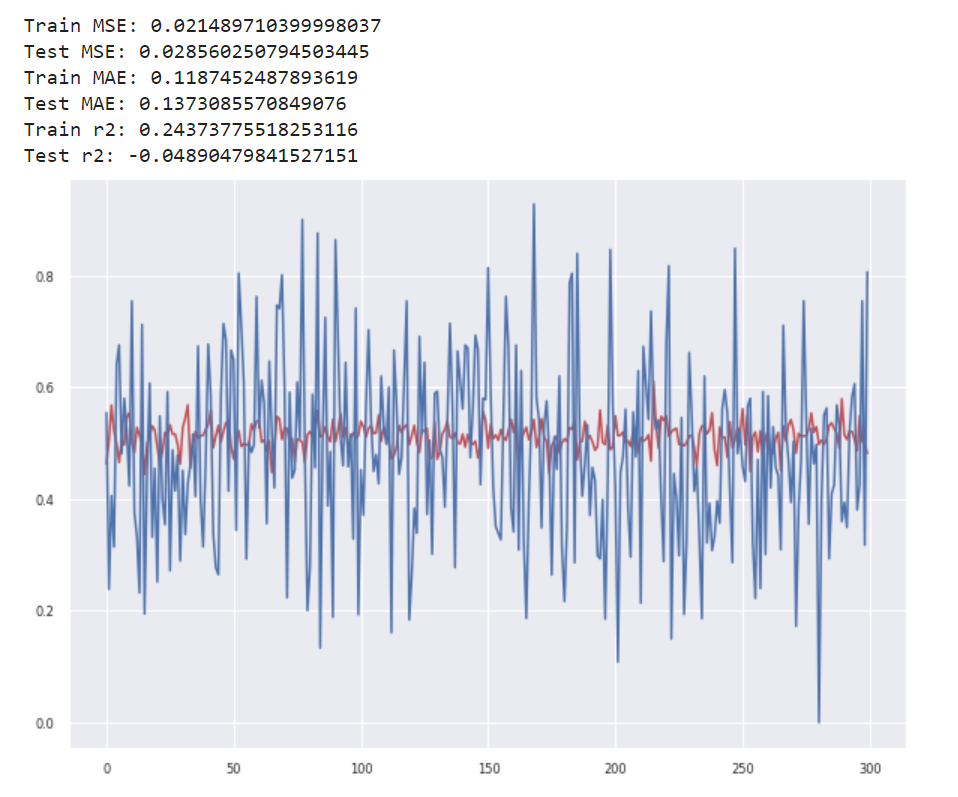 Train MSE: 0.021489710399998037
Test MSE: 0.028560250794503445
Train MAE: 0.1187452487893619
Test MAE: 0.1373085570849076
Train r2: 0.24373775518253116
Test r2: -0.04890479841527151
0.8
0.6
0.4
0.2
0.0
0 50 100 150 200 250 300